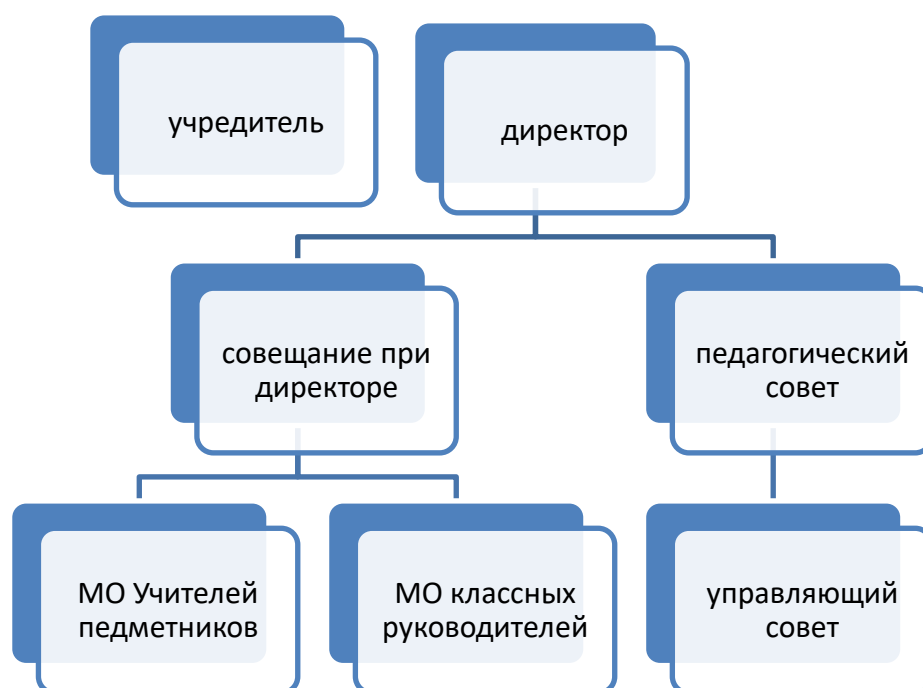 учредитель
директор
совещание при
директоре
педагогический
совет
МО Учителей
педметников
МО классных
руководителей
управляющий
совет